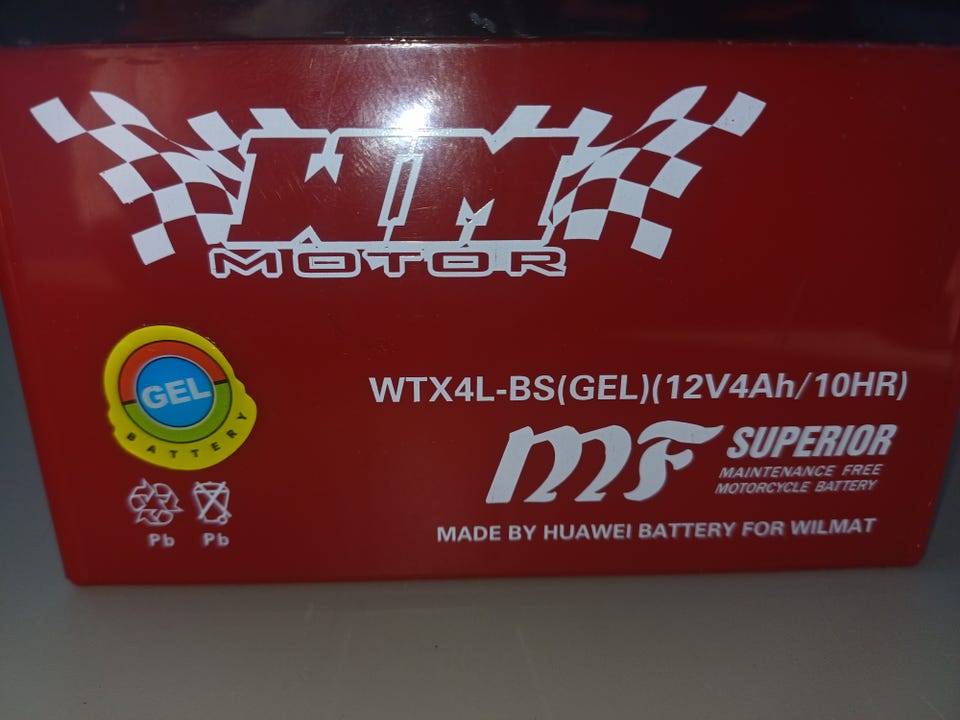 WTM
MOTOR
GEL
BATTERY
WTX4L-BS(GEL)(12V4Ah/10HR)
MF SUPERIOR
MAINTENANCE FREE
MOTORCYCLE BATTERY
Pb Pb
MADE BY HUAWEI BATTERY FOR WILMAT